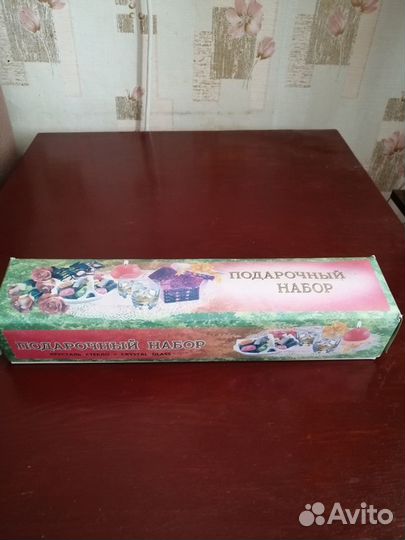 ПОДАРОЧНЫЙ
НАБОР
ПОДАРОЧНЫЙ НАБОР
ХРУСТАЛЬ СТЕКЛО • CRYSTAL GLASS
Avito